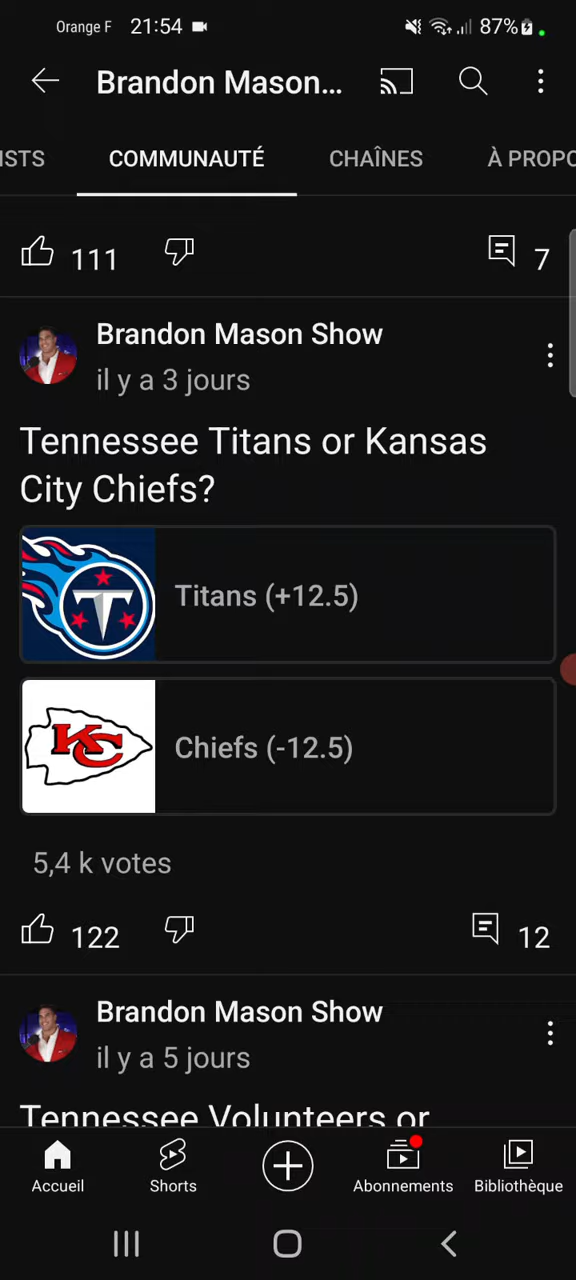 Orange F 21:54 87%
Brandon Mason...
ISTS COMMUNAUTÉ CHAÎNES À PROPO
111 7
Brandon Mason Show
il y a 3 jours
Tennessee Titans or Kansas
City Chiefs?
T
Titans (+12.5)
KC
Chiefs (-12.5)
5,4 k votes
122 12
Brandon Mason Show
il y a 5 jours
Tennessee Volunteers or
Accueil Shorts Abonnements Bibliothèque